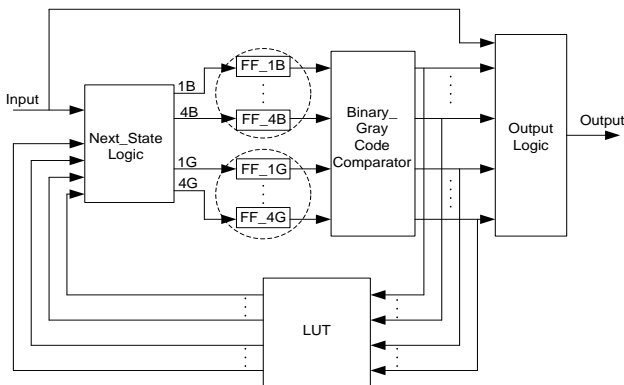 Input
Next_State
Logic
1B
4B
1G
4G
FF_1B
FF_4B
FF_1G
FF_4G
Binary_
Gray
Code
Comparator
Output
Logic
Output
LUT